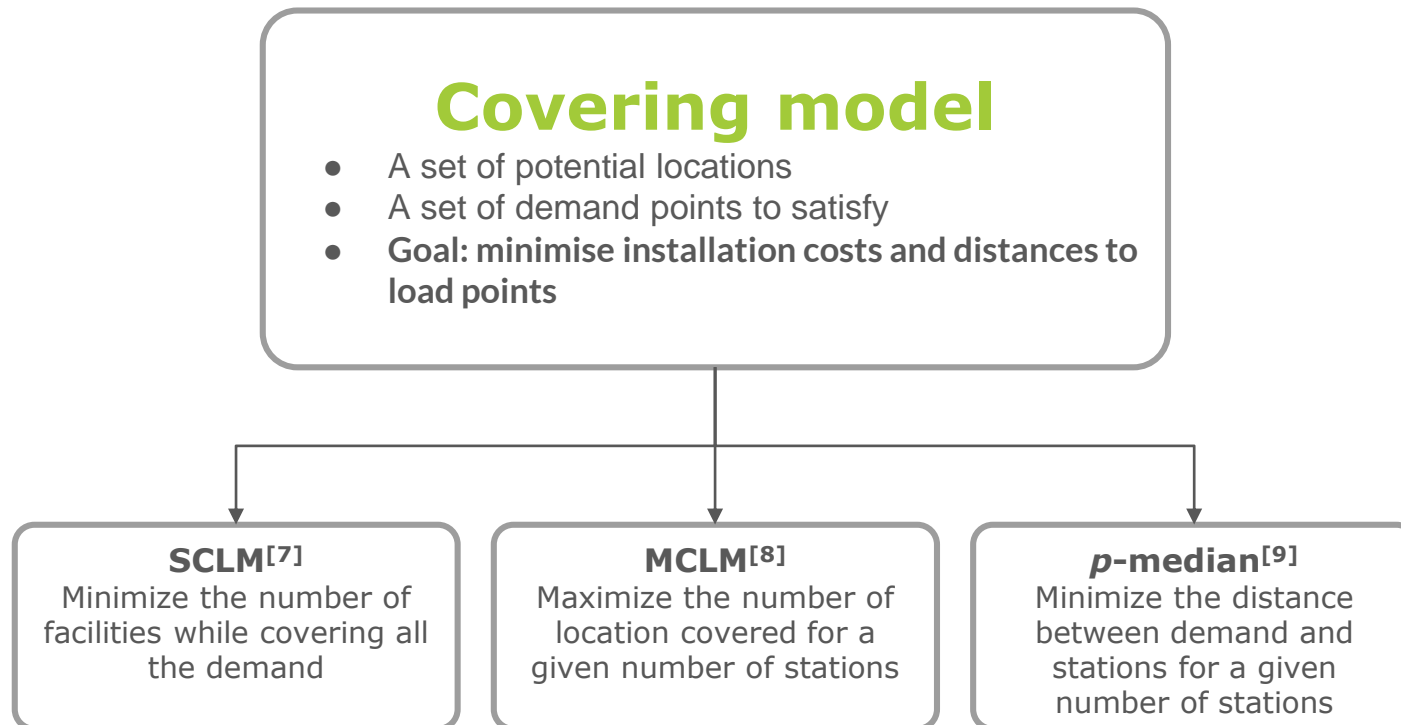 Covering model
● A set of potential locations
● A set of demand points to satisfy
● Goal: minimise installation costs and distances to
load points
SCLM[7]
Minimize the number of
facilities while covering all
the demand
MCLM[8]
Maximize the number of
location covered for a
given number of stations
p-median[9]
Minimize the distance
between demand and
stations for a given
number of stations